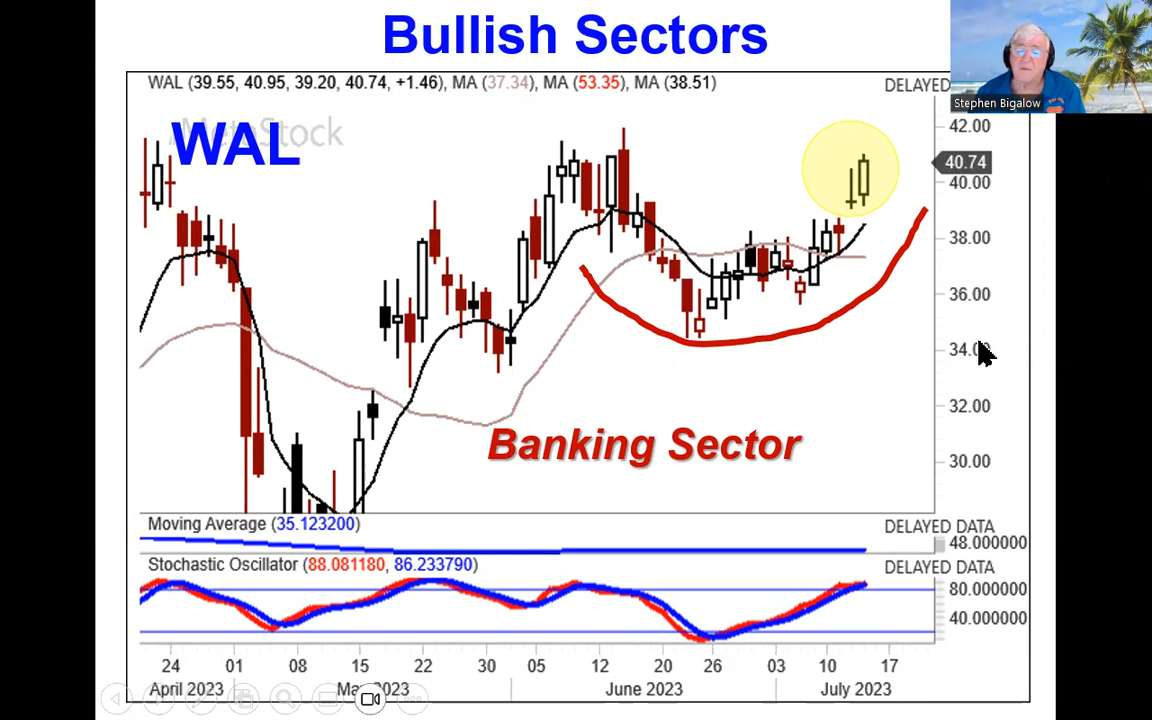 Bullish Sectors
WAL (39.55, 40.95, 39.20, 40.74, +1.46), MA (37.34), MA (53.35), MA (38.51)
DELAYED
Stephen Bigalow
MetaStock
WAL
42.00
40.74
40.00
38.00
36.00
34.00
32.00
30.00
Banking Sector
Moving Average (35.123200)
DELAYED DATA
48.000000
Stochastic Oscillator (88.081180, 86.233790)
DELAYED DATA
80.000000
40.000000
24 01 08 15 22 30 05 12 20 26 03 10 17
April 2023 2023 June 2023 July 2023